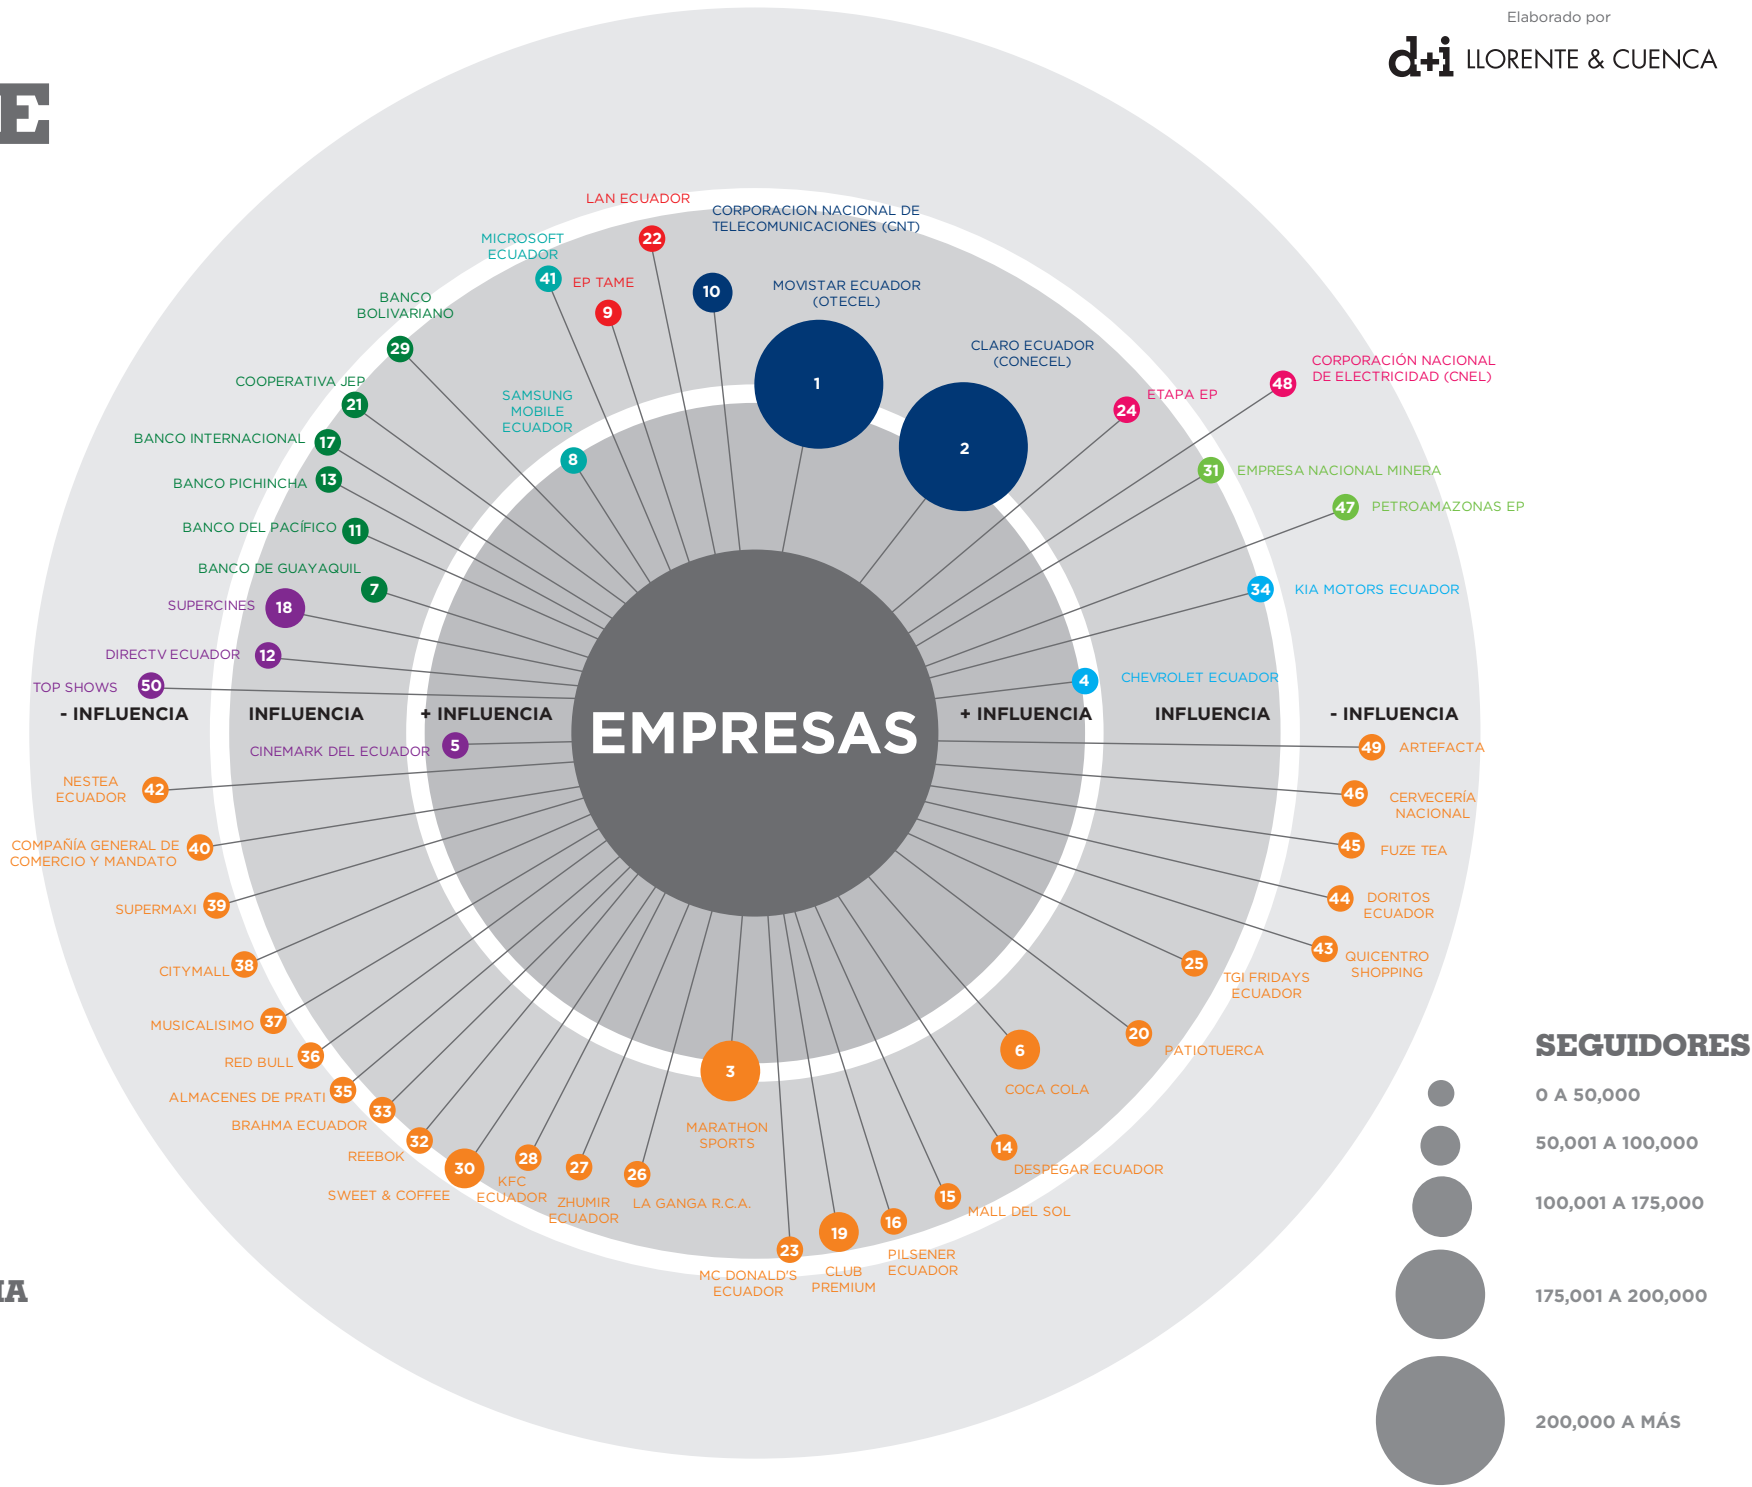 Elaborado por
d+i LLORENTE & CUENCA
E
LAN ECUADOR
22
CORPORACION NACIONAL DE
TELECOMUNICACIONES (CNT)
10
MICROSOFT
ECUADOR
41
EP TAME
9
MOVISTAR ECUADOR
(OTECEL)
1
BANCO
BOLIVARIANO
29
CLARO ECUADOR
(CONECEL)
2
CORPORACIÓN NACIONAL
DE ELECTRICIDAD (CNEL)
48
COOPERATIVA JEP
21
SAMSUNG
MOBILE
ECUADOR
8
ETAPA EP
24
BANCO INTERNACIONAL
17
BANCO PICHINCHA
13
EMPRESA NACIONAL MINERA
31
PETROAMAZONAS EP
47
BANCO DEL PACÍFICO
11
BANCO DE GUAYAQUIL
7
KIA MOTORS ECUADOR
34
SUPERCINES
18
DIRECTV ECUADOR
12
CHEVROLET ECUADOR
4
TOP SHOWS
50
- INFLUENCIA
INFLUENCIA
+ INFLUENCIA
EMPRESAS
+ INFLUENCIA
INFLUENCIA
- INFLUENCIA
CINEMARK DEL ECUADOR
5
49
ARTEFACTA
NESTEA
ECUADOR
42
46
CERVECERÍA
NACIONAL
COMPAÑÍA GENERAL DE
COMERCIO Y MANDATO
40
45
FUZE TEA
SUPERMAXI
39
44
DORITOS
ECUADOR
CITYMALL
38
43
QUICENTRO
SHOPPING
25
TGI FRIDAYS
ECUADOR
MUSICALISIMO
37
20
PATIOTUERCA
RED BULL
36
6
COCA COLA
ALMACENES DE PRATI
35
3
MARATHON
SPORTS
BRAHMA ECUADOR
33
REEBOK
32
14
DESPEGAR ECUADOR
SWEET & COFFEE
30
28
KFC
ECUADOR
27
ZHUMIR
ECUADOR
26
LA GANGA R.C.A.
15
MALL DEL SOL
16
PILSENER
ECUADOR
19
CLUB
PREMIUM
23
MC DONALD'S
ECUADOR
SEGUIDORES
0 A 50,000
50,001 A 100,000
100,001 A 175,000
175,001 A 200,000
200,000 A MÁS
IA